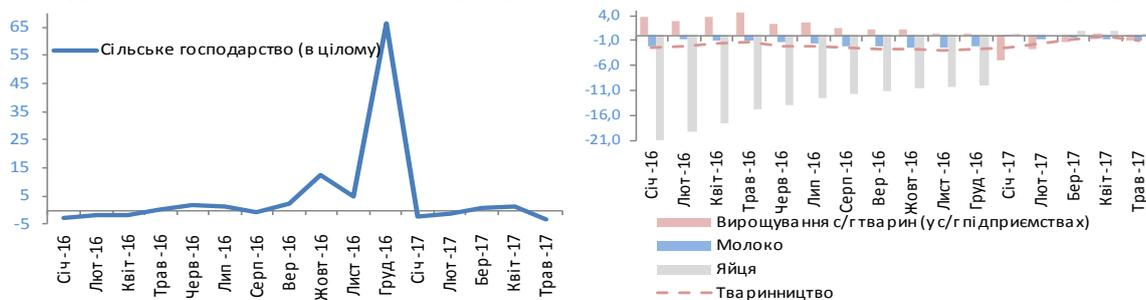 65
55
45
35
25
15
5
-5
Сільське господарство (в цілому)
Січ -16
Лют -16
Квіт -16
Трав -16
Черв -16
Лип -16
Серп -16
Вер -16
Жовт -16
Лист -16
Груд -16
Січ -17
Лют -17
Бер-17
Квіт -17
Трав -17
4,0
-1,0
-6,0
-11,0
-16,0
-21,0
Січ -16
Лют -16
Квіт -16
Трав -16
Черв -16
Лип -16
Серп -16
Вер -16
Жовт -16
Лист -16
Груд -16
Січ -17
Лют -17
Бер-17
Квіт -17
Трав -17
Вирощування с/г тварин (у с/г підприємствах)
Молоко
Яйця
Тваринництво